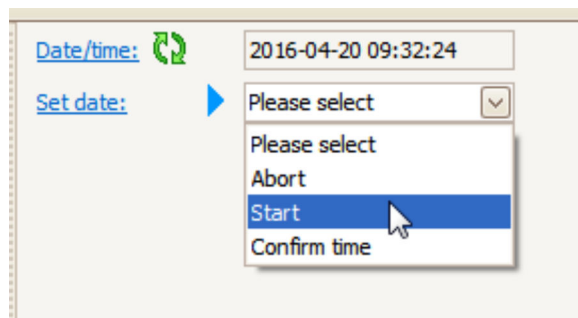 Date/time: 2016-04-20 09:32:24
Set date: Please select
Please select
Abort
Start
Confirm time